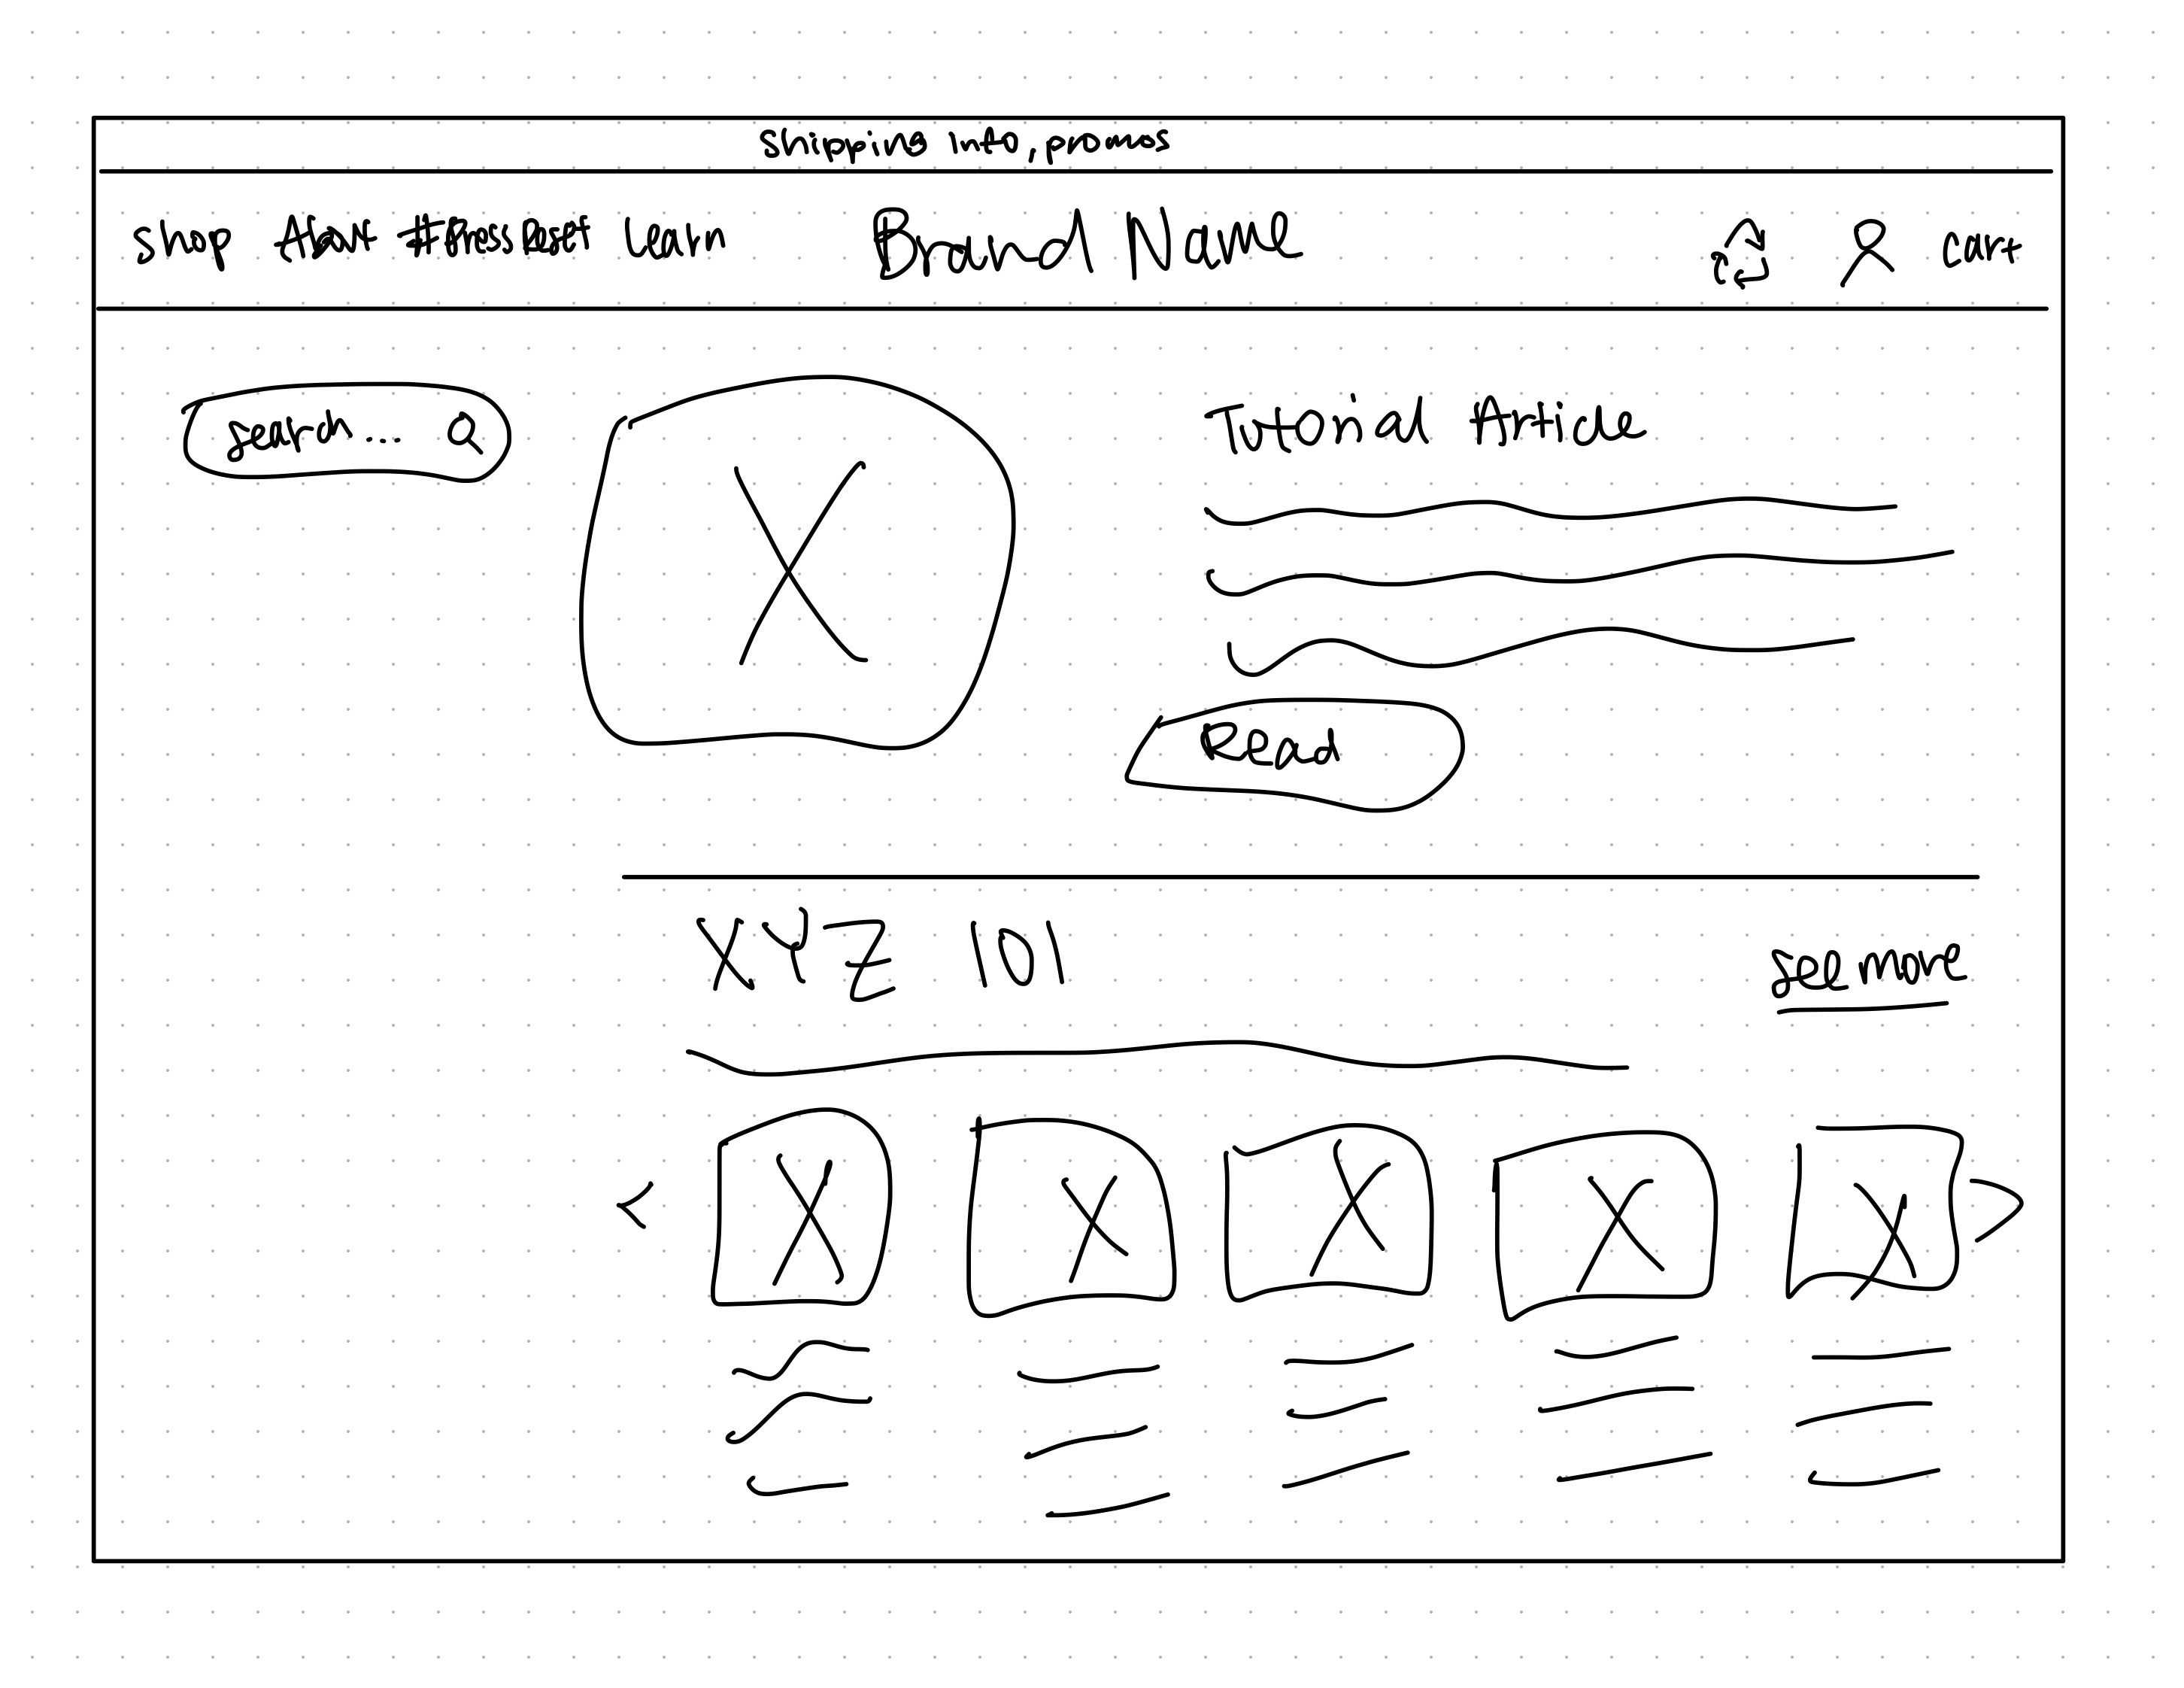 shipping info, promos
shop About #PressReset learn Brand Name cart
search...
Tutorial Article
Read
XYZ 101
see more